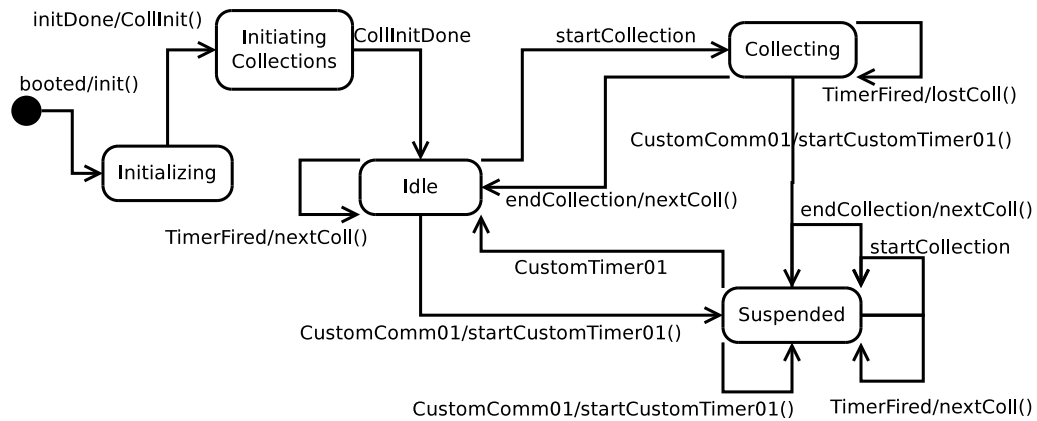 initDone/CollInit()
Initiating
Collections
CollInitDone
startCollection
Collecting
booted/init()
TimerFired/lostColl()
CustomComm01/startCustomTimer01()
Initializing
Idle
endCollection/nextColl()
endCollection/nextColl()
TimerFired/nextColl()
startCollection
CustomTimer01
Suspended
CustomComm01/startCustomTimer01()
CustomComm01/startCustomTimer01()
TimerFired/nextColl()